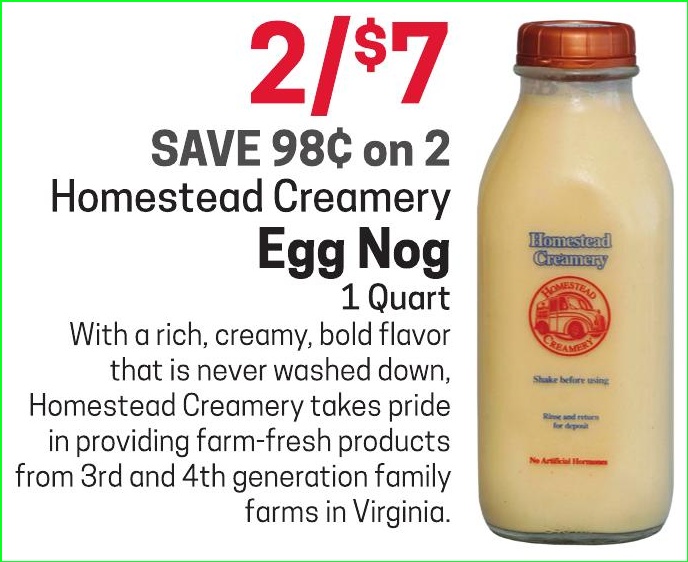 2/$7
SAVE 98¢ on 2
Homestead Creamery
Egg Nog
1 Quart
With a rich, creamy, bold flavor
that is never washed down,
Homestead Creamery takes pride
in providing farm-fresh products
from 3rd and 4th generation family
farms in Virginia.
Homestead
Creamery
HOMESTEAD
CREAMERY
Shake before using
Rinse and return
for deposit
No Artificial Hormones